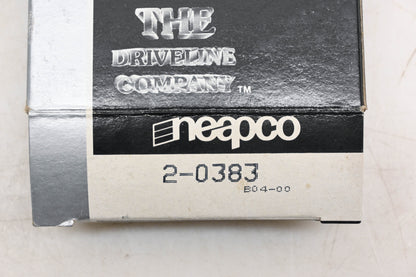 THE
DRIVELINE
COMPANY™
neapco
2-0383
B04-00